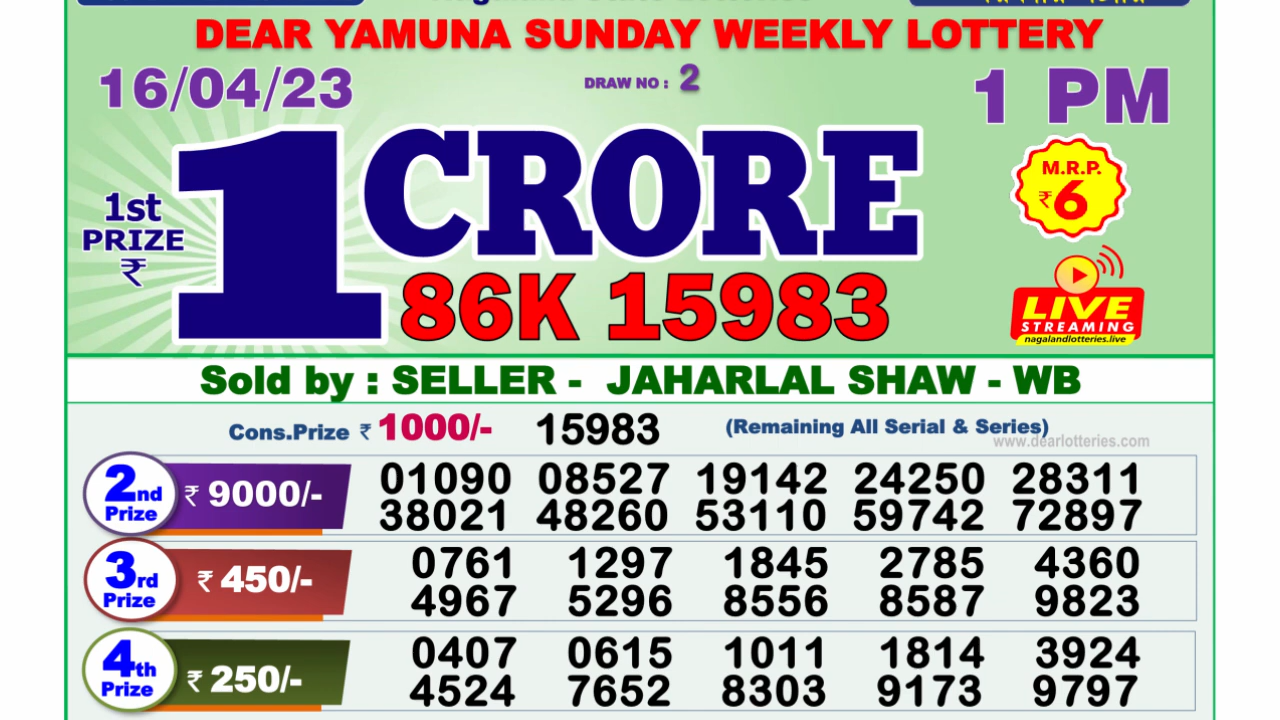 Nagaland State Lotteries
DEAR YAMUNA SUNDAY WEEKLY LOTTERY
16/04/23
DRAW NO : 2
1 PM
1st
PRIZE
₹
1 CRORE
M.R.P.
₹6
86K 15983
LIVE
STREAMING
nagalandlotteries.live
Sold by : SELLER - JAHARLAL SHAW - WB
Cons.Prize ₹ 1000/- 15983 (Remaining All Serial & Series)
www.dearlotteries.com
2nd Prize ₹ 9000/-
01090 08527 19142 24250 28311
38021 48260 53110 59742 72897
3rd Prize ₹ 450/-
0761 1297 1845 2785 4360
4967 5296 8556 8587 9823
4th Prize ₹ 250/-
0407 0615 1011 1814 3924
4524 7652 8303 9173 9797